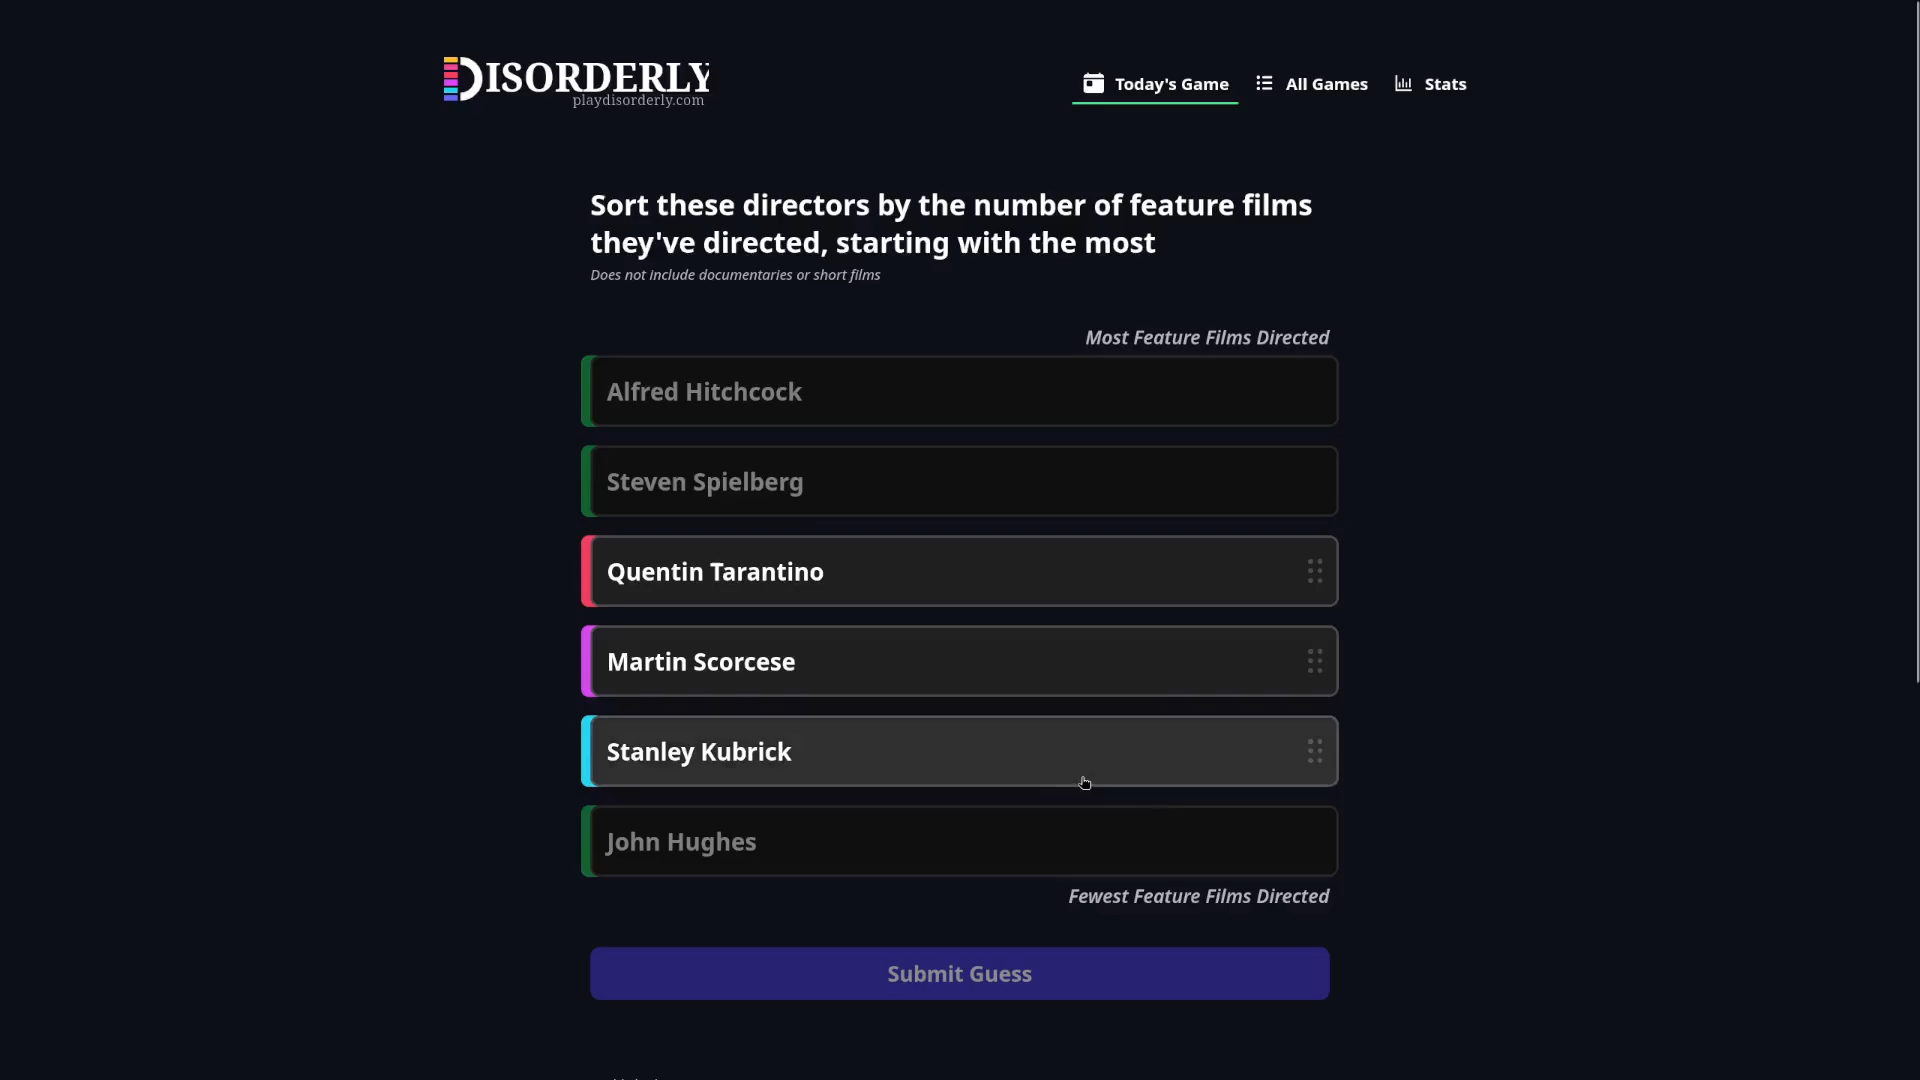 DISORDERLY
playdisorderly.com
Today's Game
All Games
Stats
Sort these directors by the number of feature films
they've directed, starting with the most
Does not include documentaries or short films
Most Feature Films Directed
Alfred Hitchcock
Steven Spielberg
Quentin Tarantino
Martin Scorcese
Stanley Kubrick
John Hughes
Fewest Feature Films Directed
Submit Guess